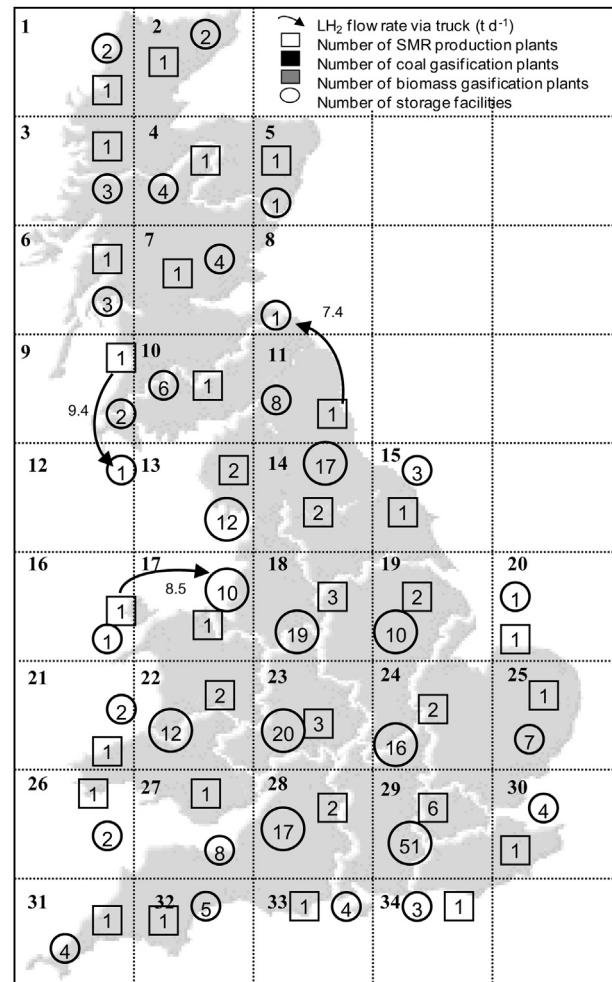 LH2 flow rate via truck (t d-1)
Number of SMR production plants
Number of coal gasification plants
Number of biomass gasification plants
Number of storage facilities
1 2
2 2
1 1
3 4 5
1 1 1
3 4 1
6 7 8
1 1 4
3 1 7.4
9 1 10 11
6 1 8
9.4 2 1
12 1 13 2 14 17 15 3
12 2 1
16 17 18 19 20
1 8.5 10 3 2 1
1 1 19 10 1
21 22 23 24 25
2 2 2 1
1 12 20 3 16 7
26 27 28 29 30
1 1 2 6 4
2 8 17 51 1
31 32 33 34
1 1 5 1 4 3 1
4